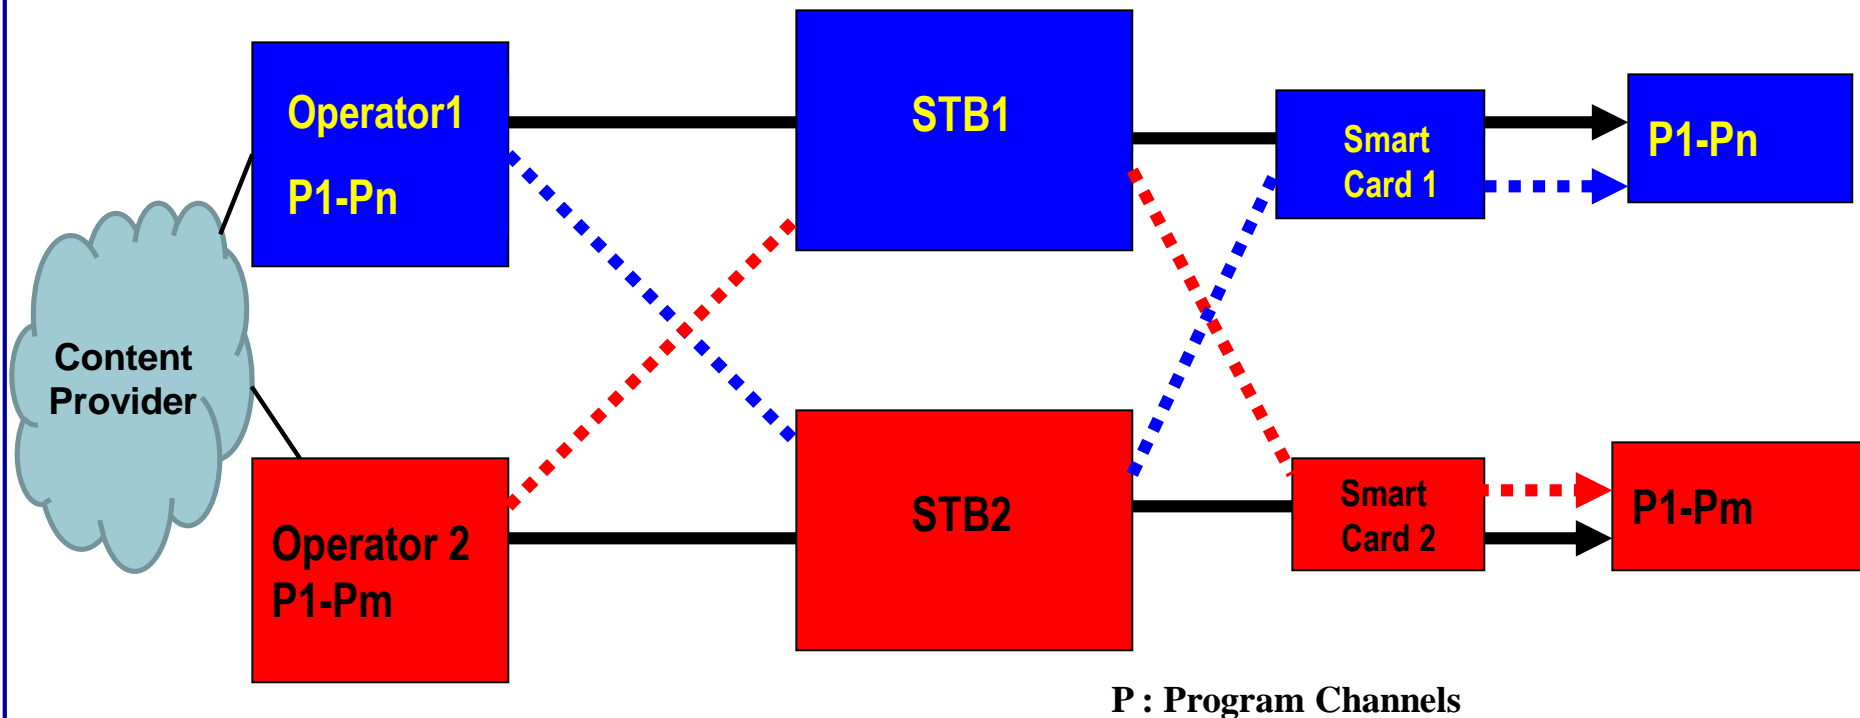 Content
Provider
Operator1
P1-Pn
STB1
Smart
Card 1
P1-Pn
Operator 2
P1-Pm
STB2
Smart
Card 2
P1-Pm
P : Program Channels